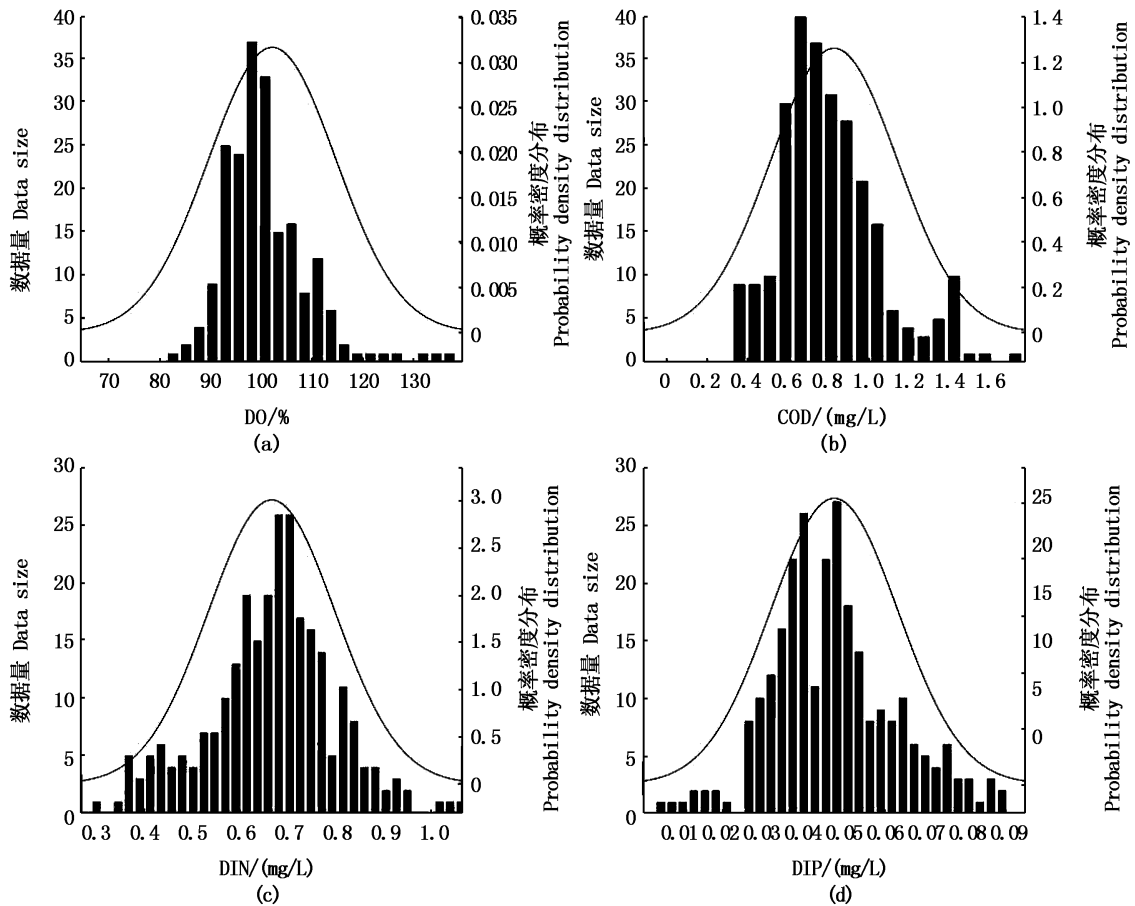 40
35
30
25
20
15
10
5
0
数据量 Data size
0.035
0.030
0.025
0.020
0.015
0.010
0.005
0
概率密度分布
Probability density distribution
70 80 90 100 110 120 130
DO/%
(a)
40
35
30
25
20
15
10
5
0
数据量 Data size
1.4
1.2
1.0
0.8
0.6
0.4
0.2
0
概率密度分布
Probability density distribution
0 0.2 0.4 0.6 0.8 1.0 1.2 1.4 1.6
COD/(mg/L)
(b)
30
25
20
15
10
5
0
数据量 Data size
3.0
2.5
2.0
1.5
1.0
0.5
0
概率密度分布
Probability density distribution
0.3 0.4 0.5 0.6 0.7 0.8 0.9 1.0
DIN/(mg/L)
(c)
30
25
20
15
10
5
0
数据量 Data size
25
20
15
10
5
0
概率密度分布
Probability density distribution
0.01 0.02 0.03 0.04 0.05 0.06 0.07 0.08 0.09
DIP/(mg/L)
(d)